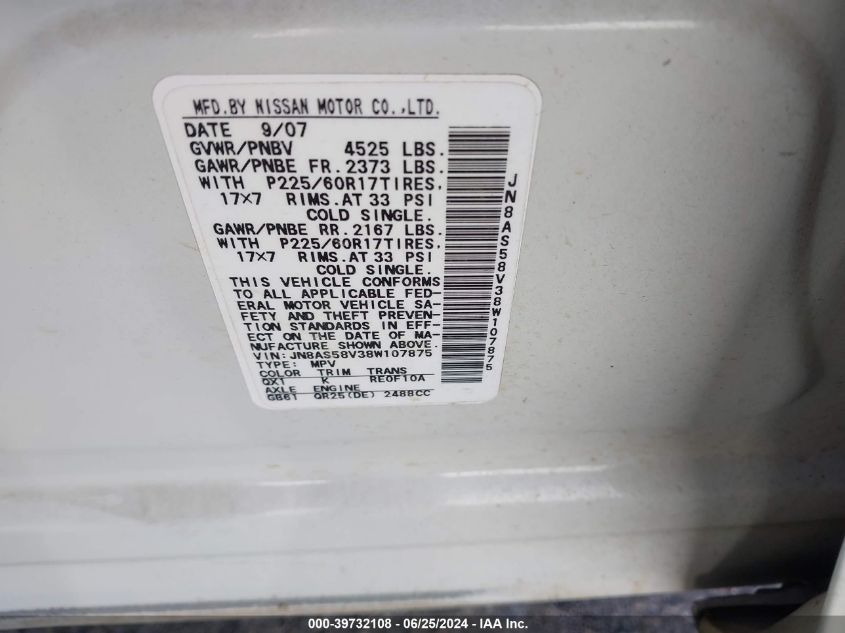 MFD.BY NISSAN MOTOR CO.,LTD.
DATE 9/07
GVWR/PNBV 4525 LBS.
GAWR/PNBE FR.2373 LBS.
WITH P225/60R17TIRES.
17×7 RIMS.AT 33 PSI
COLD SINGLE.
GAWR/PNBE RR.2167 LBS.
WITH P225/60R17TIRES.
17×7 RIMS.AT 33 PSI
COLD SINGLE.
THIS VEHICLE CONFORMS
TO ALL APPLICABLE FED-
ERAL MOTOR VEHICLE SA-
FETY AND THEFT PREVEN-
TION STANDARDS IN EFF-
ECT ON THE DATE OF MA-
NUFACTURE SHOWN ABOVE.
VIN: JN8AS58V38W107875
TYPE: MPV
COLOR TRIM TRANS
QX1 K RE0F10A
AXLE ENGINE
GB61 QR25(DE) 2488CC
JN8AS58V38W107875
000-39732108 - 06/25/2024 - IAA Inc.